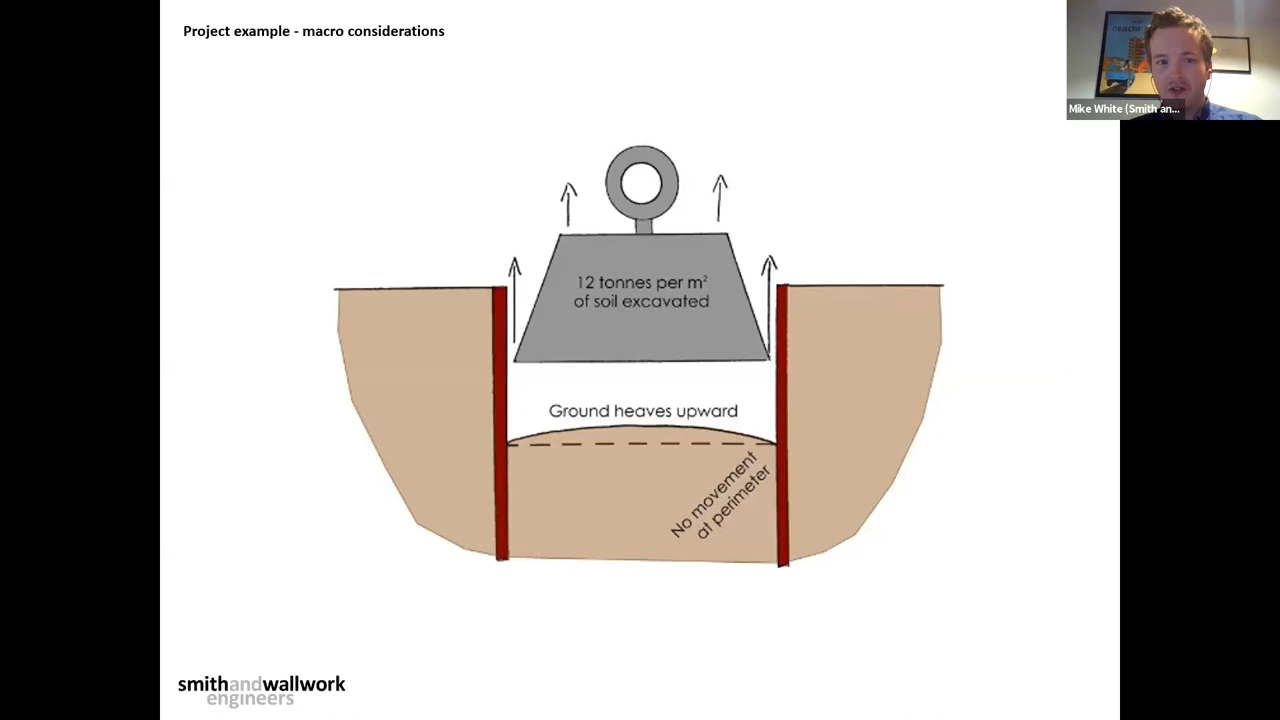 Project example - macro considerations
Mike White (Smith an...
12 tonnes per m²
of soil excavated
Ground heaves upward
No movement
at perimeter
smithandwallwork
engineers